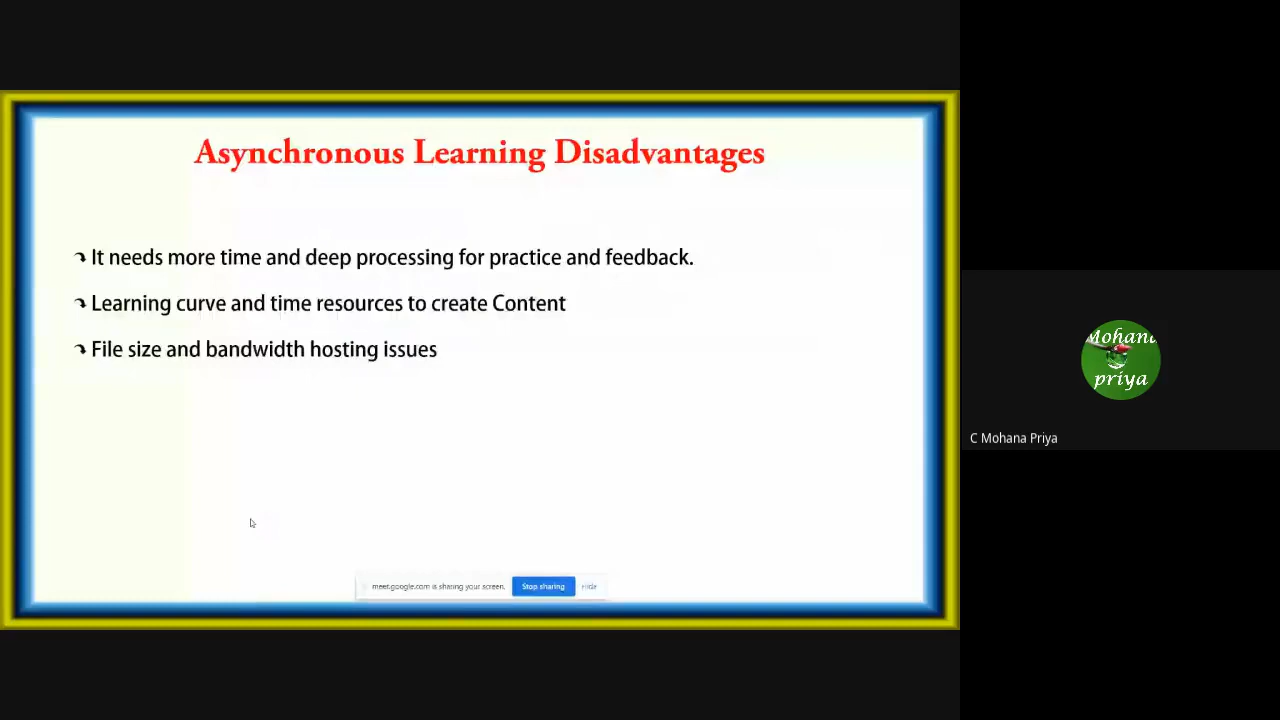 Asynchronous Learning Disadvantages
It needs more time and deep processing for practice and feedback.
Learning curve and time resources to create Content
File size and bandwidth hosting issues
meet.google.com is sharing your screen. Stop sharing Hide
Mohana
priya
C Mohana Priya